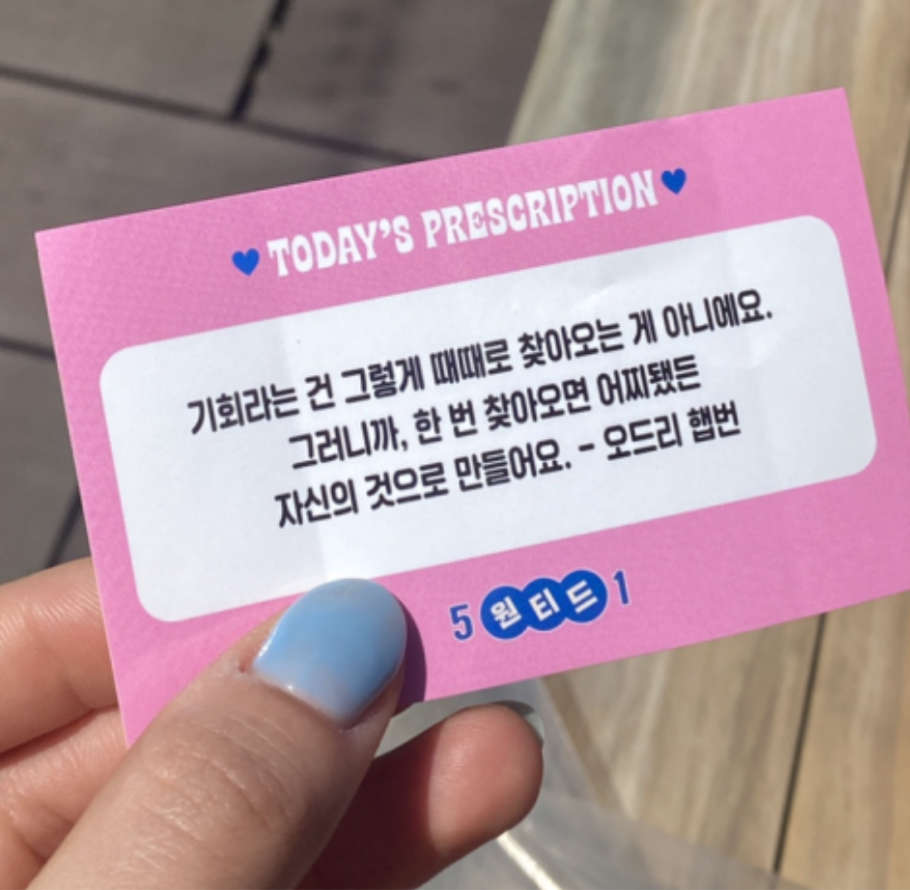 TODAY'S PRESCRIPTION
기회라는 건 그렇게 때때로 찾아오는 게 아니에요.
그러니까, 한 번 찾아오면 어찌됐든
자신의 것으로 만들어요. - 오드리 햅번
5 원티드 1